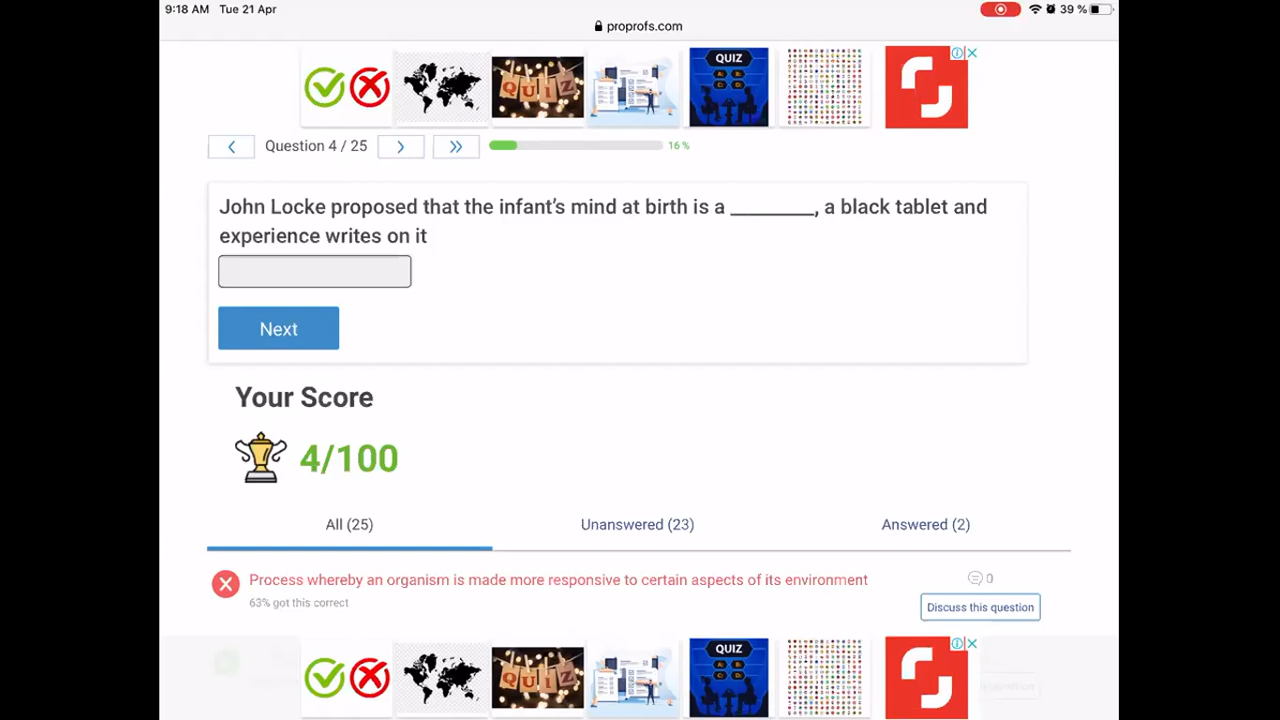 9:18 AM Tue 21 Apr
39 %
proprofs.com
QUIZ
QUIZ
Question 4 / 25
16 %
John Locke proposed that the infant's mind at birth is a ________, a black tablet and
experience writes on it
Next
Your Score
4/100
All (25)
Unanswered (23)
Answered (2)
Process whereby an organism is made more responsive to certain aspects of its environment
0
63% got this correct
Discuss this question
QUIZ
QUIZ